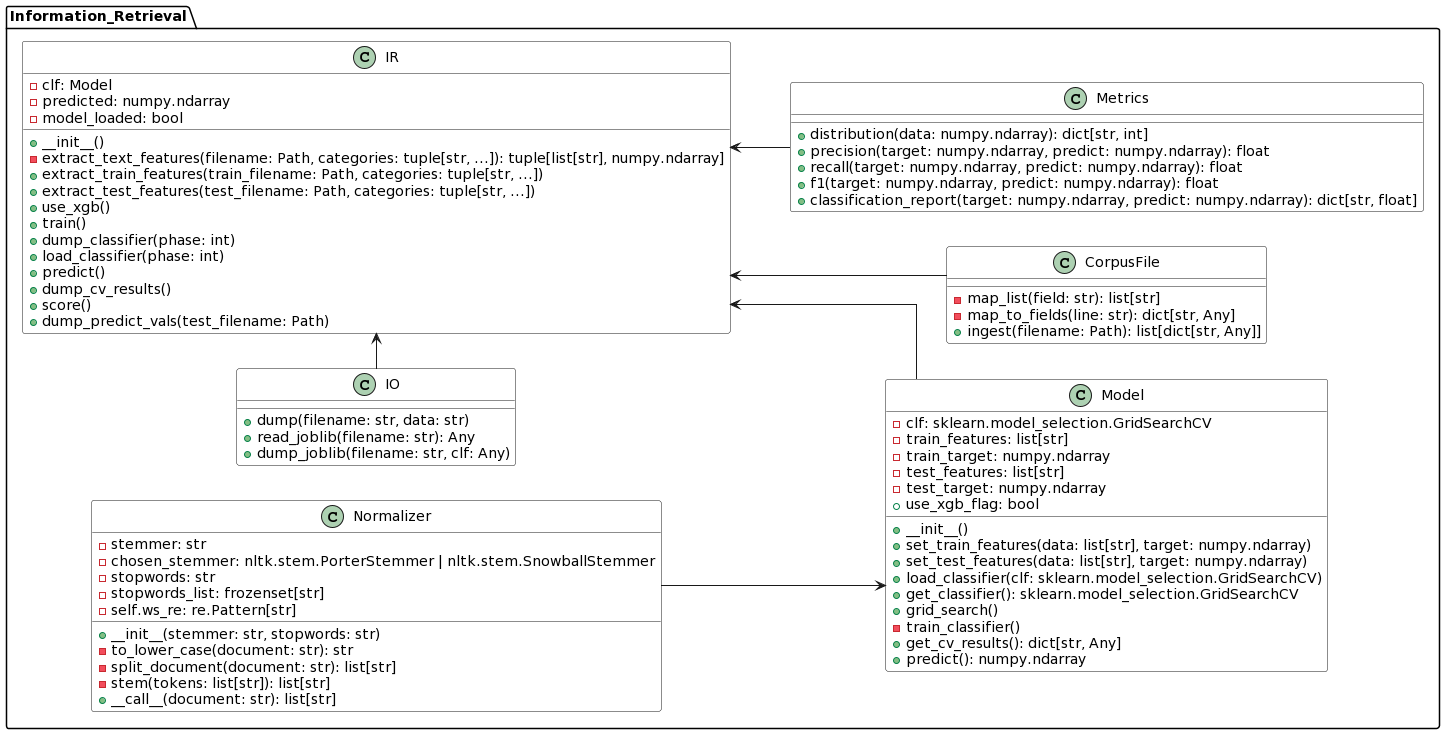 Information_Retrieval
C IR
clf: Model
predicted: numpy.ndarray
model_loaded: bool
__init__()
extract_text_features(filename: Path, categories: tuple[str, ...]): tuple[list[str], numpy.ndarray]
extract_train_features(train_filename: Path, categories: tuple[str, ...])
extract_test_features(test_filename: Path, categories: tuple[str, ...])
use_xgb()
train()
dump_classifier(phase: int)
load_classifier(phase: int)
predict()
dump_cv_results()
score()
dump_predict_vals(test_filename: Path)
C Metrics
distribution(data: numpy.ndarray): dict[str, int]
precision(target: numpy.ndarray, predict: numpy.ndarray): float
recall(target: numpy.ndarray, predict: numpy.ndarray): float
f1(target: numpy.ndarray, predict: numpy.ndarray): float
classification_report(target: numpy.ndarray, predict: numpy.ndarray): dict[str, float]
C CorpusFile
map_list(field: str): list[str]
map_to_fields(line: str): dict[str, Any]
ingest(filename: Path): list[dict[str, Any]]
C IO
dump(filename: str, data: str)
read_joblib(filename: str): Any
dump_joblib(filename: str, clf: Any)
C Model
clf: sklearn.model_selection.GridSearchCV
train_features: list[str]
train_target: numpy.ndarray
test_features: list[str]
test_target: numpy.ndarray
use_xgb_flag: bool
__init__()
set_train_features(data: list[str], target: numpy.ndarray)
set_test_features(data: list[str], target: numpy.ndarray)
load_classifier(clf: sklearn.model_selection.GridSearchCV)
get_classifier(): sklearn.model_selection.GridSearchCV
grid_search()
train_classifier()
get_cv_results(): dict[str, Any]
predict(): numpy.ndarray
C Normalizer
stemmer: str
chosen_stemmer: nltk.stem.PorterStemmer | nltk.stem.SnowballStemmer
stopwords: str
stopwords_list: frozenset[str]
self.ws_re: re.Pattern[str]
__init__(stemmer: str, stopwords: str)
to_lower_case(document: str): str
split_document(document: str): list[str]
stem(tokens: list[str]): list[str]
__call__(document: str): list[str]